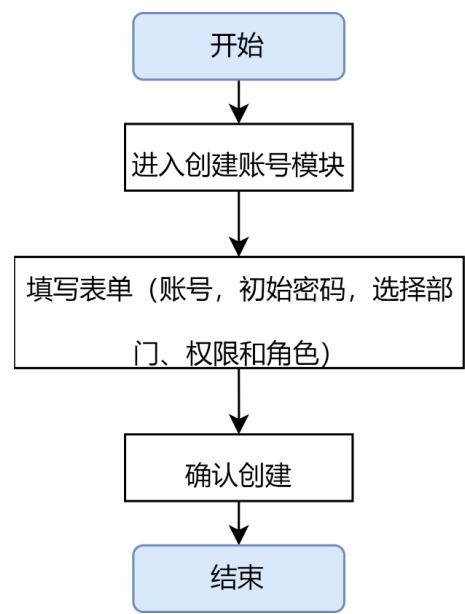 开始
进入创建账号模块
填写表单（账号，初始密码，选择部
门、权限和角色）
确认创建
结束